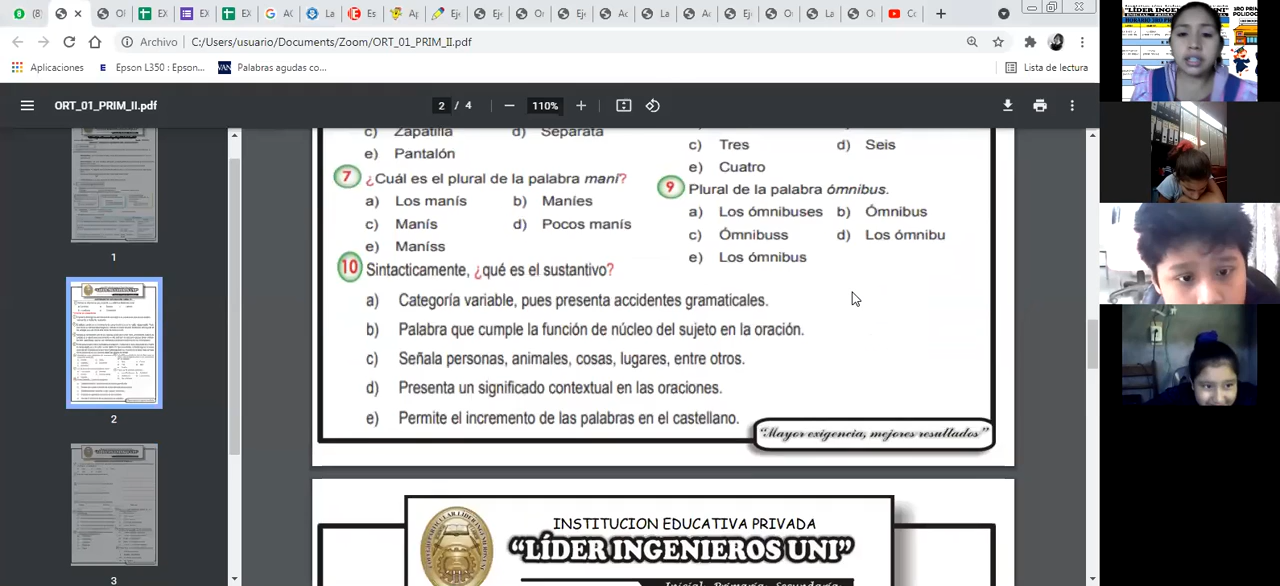 Archivo
C:/Users/usuario/Documents/Zoom/ORT_01_PRIM_II.pdf
Aplicaciones
Epson L350 : Epson...
Palabras agudas co...
Lista de lectura
ORT_01_PRIM_II.pdf
2 / 4
110%
c) Zapatilla d) Separata
e) Pantalón
7 ¿Cuál es el plural de la palabra maní?
a) Los manís b) Maníes
c) Manís d) Pocos manís
e) Maníss
c) Tres d) Seis
e) Cuatro
9 Plural de la palabra ómnibus.
a) Los ómnibuses b) Ómnibus
c) Ómnibuss d) Los ómnibu
e) Los ómnibus
10 Sintacticamente, ¿qué es el sustantivo?
a) Categoría variable, pues presenta accidentes gramaticales.
b) Palabra que cumple la función de núcleo del sujeto en la oración.
c) Señala personas, animales, cosas, lugares, entre otros.
d) Presenta un significado contextual en las oraciones.
e) Permite el incremento de las palabras en el castellano.
"Mayor exigencia, mejores resultados"
INSTITUCION EDUCATIVA PRIVADA
"LÍDER INGENIEROS UNI"
Inicial Primaria Secundaria
1
2
3